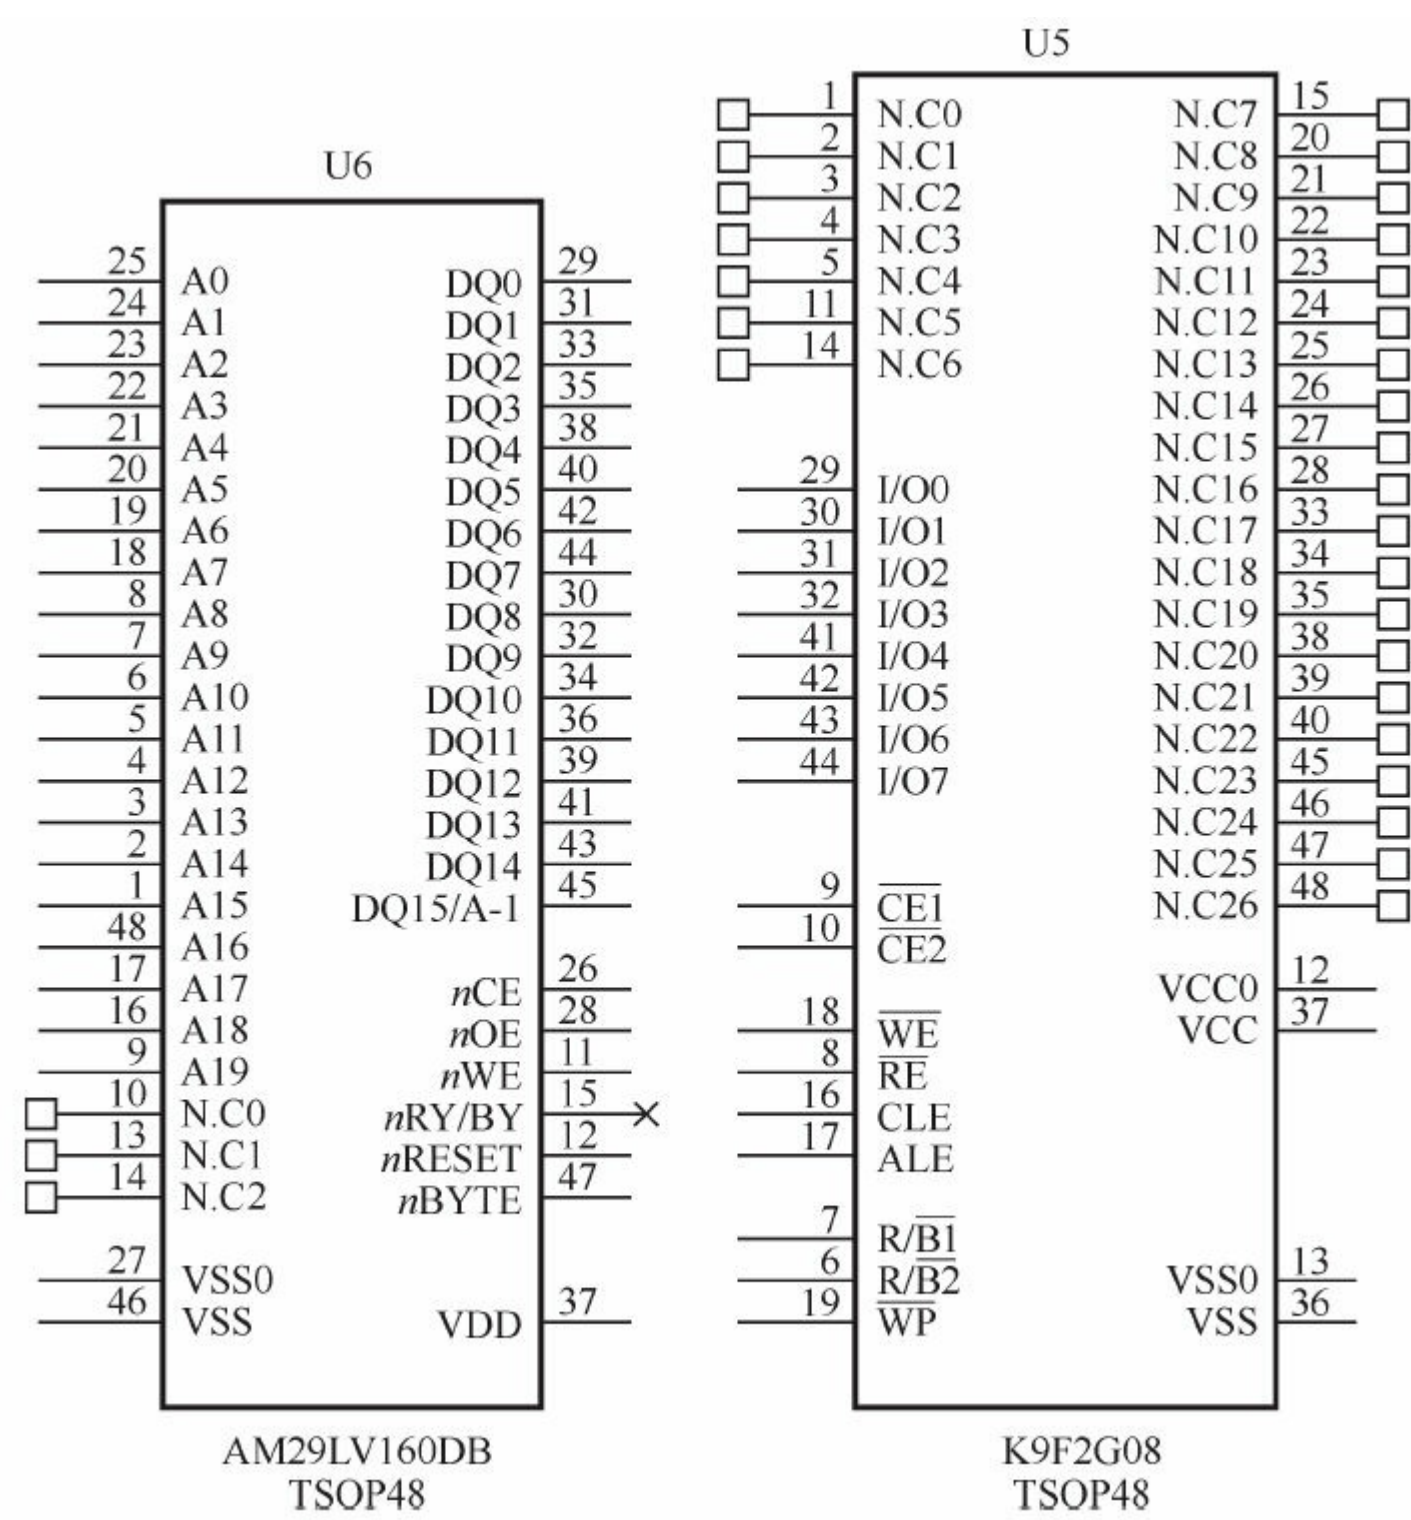 U6
25 A0 DQ0 29
24 A1 DQ1 31
23 A2 DQ2 33
22 A3 DQ3 35
21 A4 DQ4 38
20 A5 DQ5 40
19 A6 DQ6 42
18 A7 DQ7 44
8 A8 DQ8 30
7 A9 DQ9 32
6 A10 DQ10 34
5 A11 DQ11 36
4 A12 DQ12 39
3 A13 DQ13 41
2 A14 DQ14 43
1 A15 DQ15/A-1 45
48 A16
17 A17 nCE 26
16 A18 nOE 28
9 A19 nWE 11
10 N.C0 nRY/BY 15
13 N.C1 nRESET 12
14 N.C2 nBYTE 47
27 VSS0
46 VSS VDD 37
AM29LV160DB
TSOP48
U5
1 N.C0 N.C7 15
2 N.C1 N.C8 20
3 N.C2 N.C9 21
4 N.C3 N.C10 22
5 N.C4 N.C11 23
11 N.C5 N.C12 24
14 N.C6 N.C13 25
N.C14 26
N.C15 27
29 I/O0 N.C16 28
30 I/O1 N.C17 33
31 I/O2 N.C18 34
32 I/O3 N.C19 35
41 I/O4 N.C20 38
42 I/O5 N.C21 39
43 I/O6 N.C22 40
44 I/O7 N.C23 45
N.C24 46
N.C25 47
9 CE1 N.C26 48
10 CE2
VCC0 12
18 WE VCC 37
8 RE
16 CLE
17 ALE
7 R/B1
6 R/B2 VSS0 13
19 WP VSS 36
K9F2G08
TSOP48